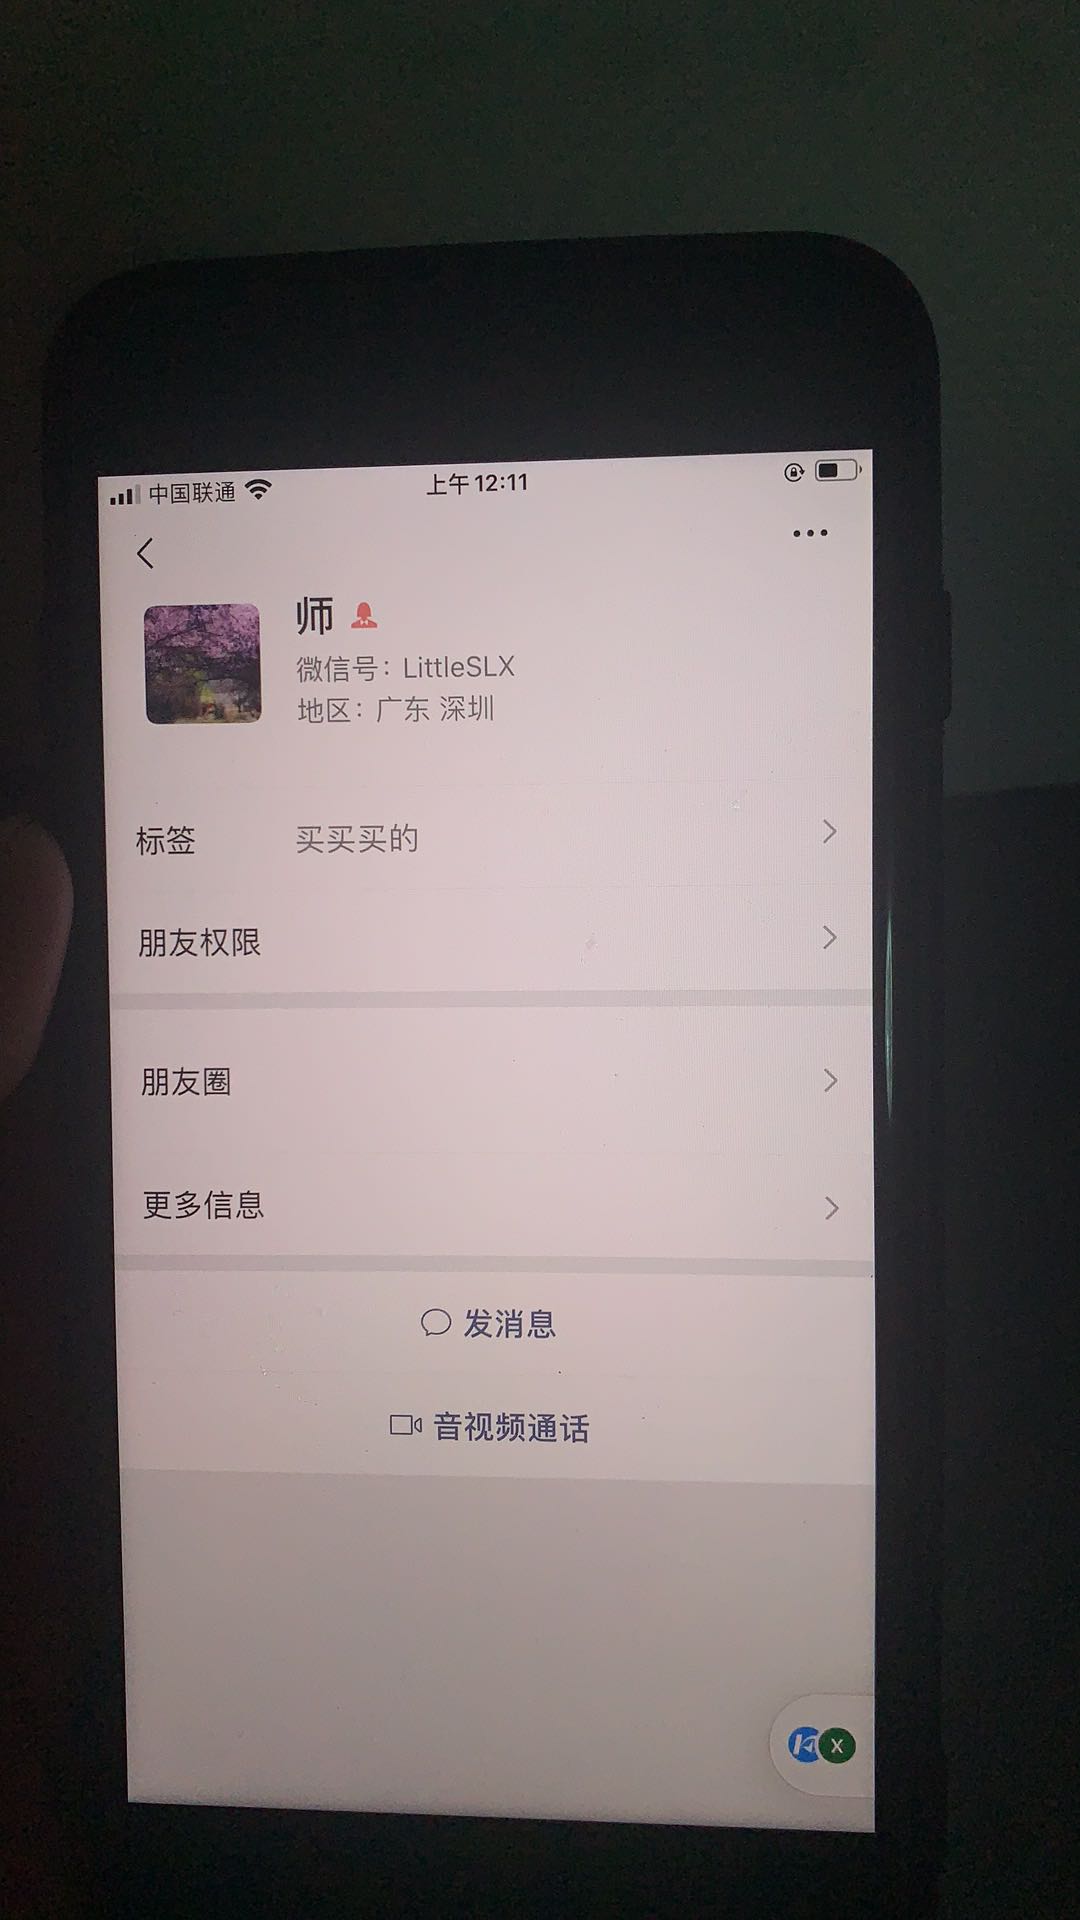 中国联通
上午 12:11
师
微信号：LittleSLX
地区：广东 深圳
标签 买买买的
朋友权限
朋友圈
更多信息
发消息
音视频通话
X